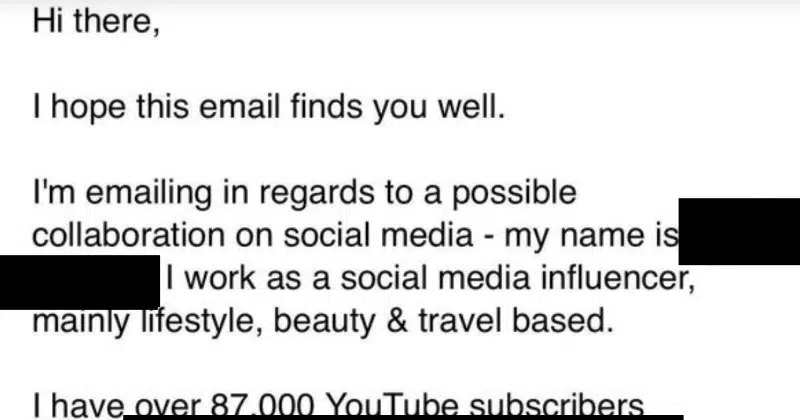 Hi there,
I hope this email finds you well.
I'm emailing in regards to a possible
collaboration on social media - my name is
I work as a social media influencer,
mainly lifestyle, beauty & travel based.
I have over 87,000 YouTube subscribers